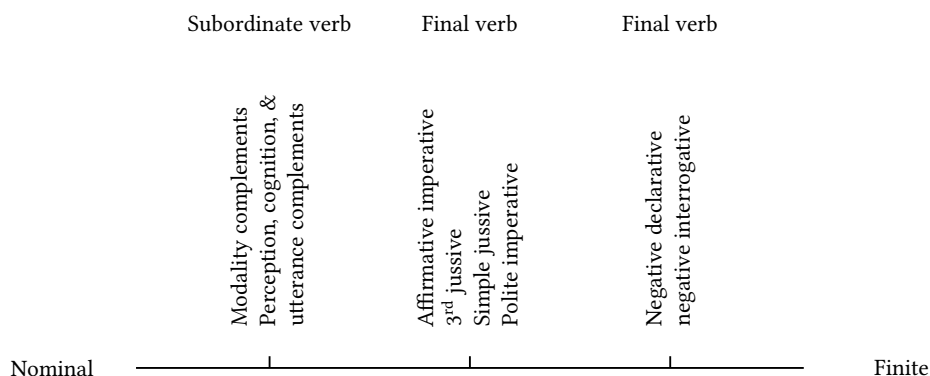 Subordinate verb
Final verb
Final verb
Modality complements
Perception, cognition, &
utterance complements
Affirmative imperative
3rd jussive
Simple jussive
Polite imperative
Negative declarative
negative interrogative
Nominal
Finite